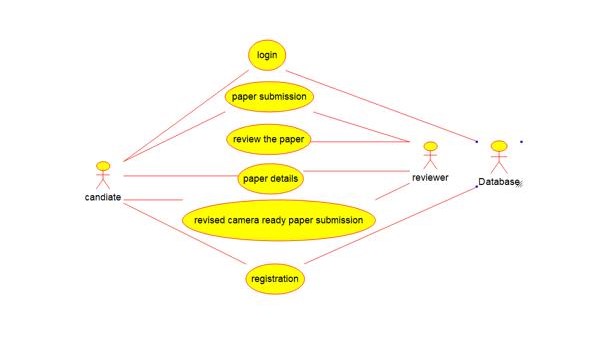 login
paper submission
review the paper
paper details
reviewer
Database
candiate
revised camera ready paper submission
registration